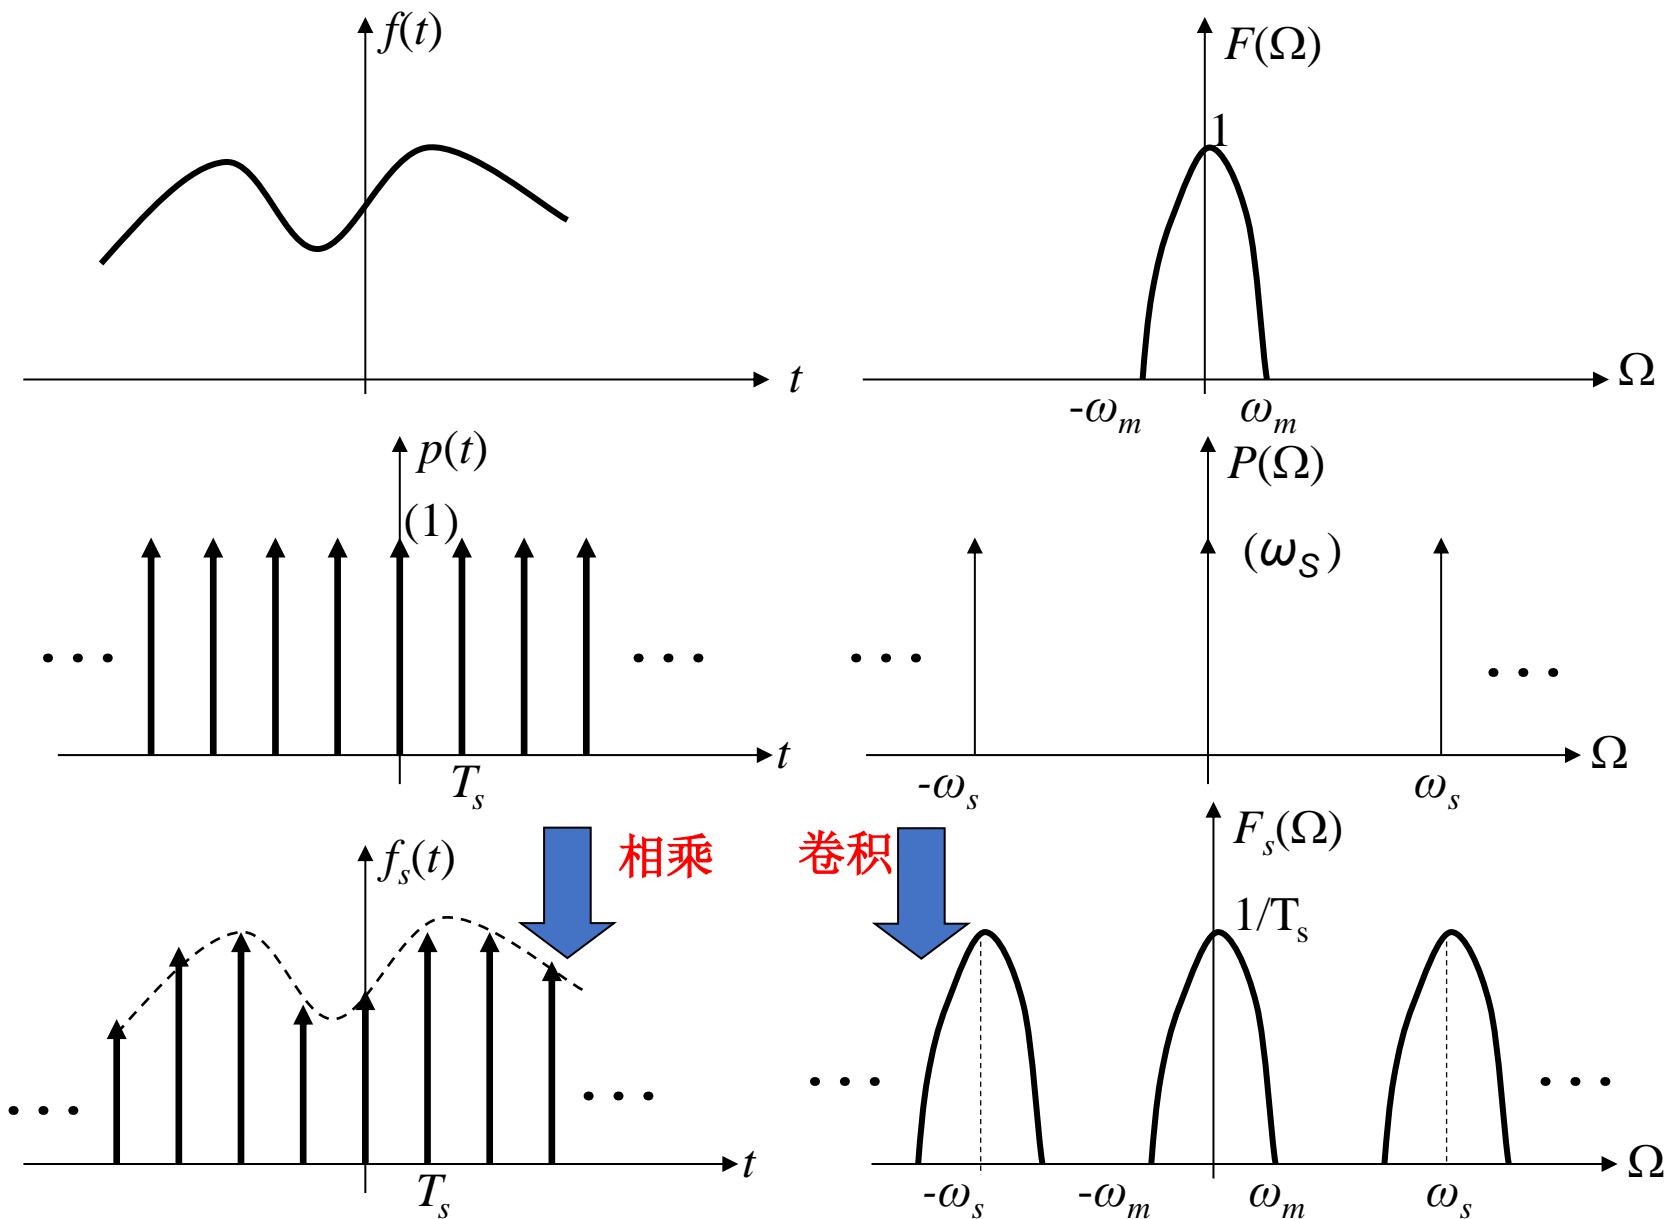 f(t)
F(Ω)
1
t
Ω
-ω_m
ω_m
p(t)
P(Ω)
(1)
(ω_S)
. . .
. . .
. . .
. . .
t
Ω
T_s
-ω_s
ω_s
f_s(t)
相乘
卷积
F_s(Ω)
1/T_s
. . .
. . .
. . .
. . .
t
Ω
T_s
-ω_s
-ω_m
ω_m
ω_s